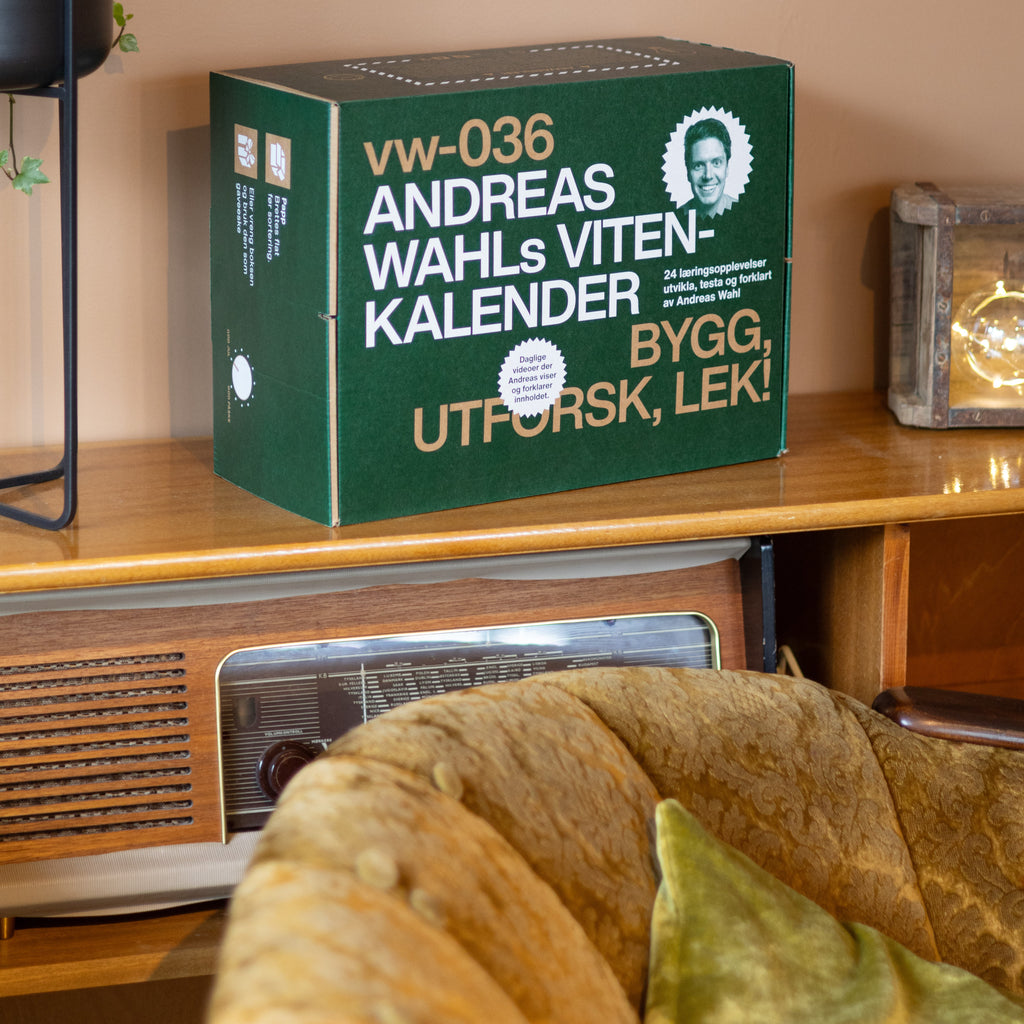 vw-036
ANDREAS
WAHLs VITEN-
KALENDER
24 læringsopplevelser
utvikla, testa og forklart
av Andreas Wahl
BYGG,
UTFORSK, LEK!
Daglige
videoer der
Andreas viser
og forklarer
innholdet.
Papp
Brettes flat
før sortering.
Eller vreng boksen
og bruk den som
gaveeske
VOLUMKONTROLL